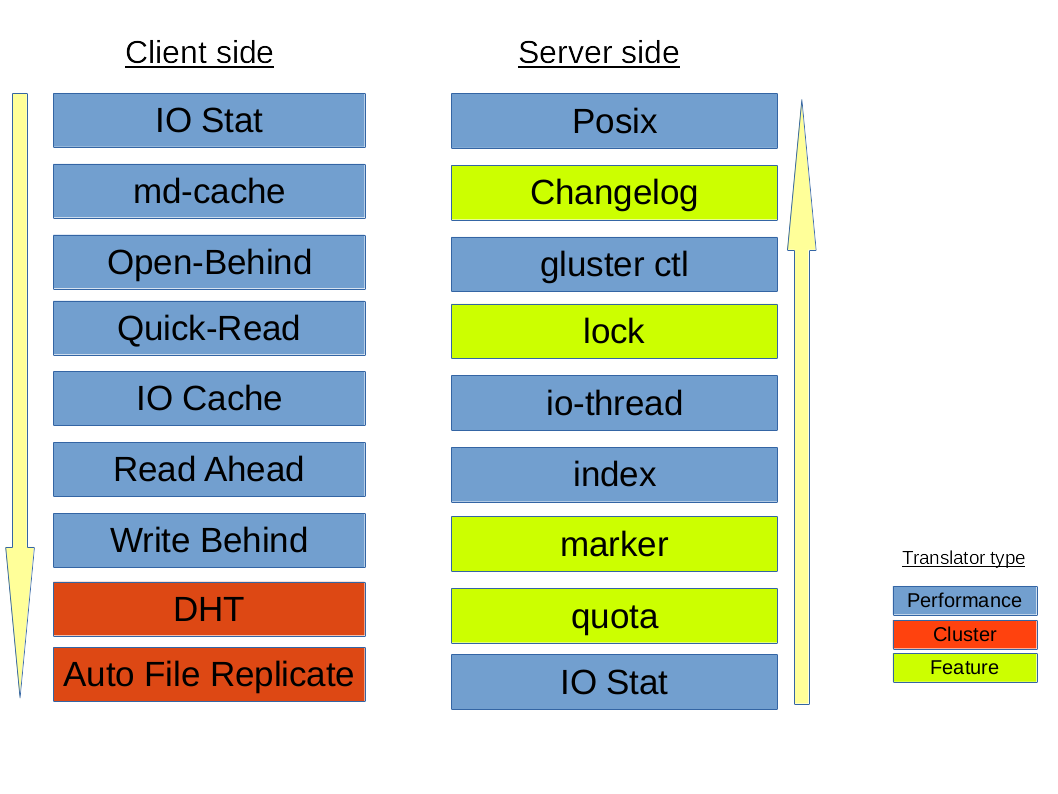 Client side
IO Stat
md-cache
Open-Behind
Quick-Read
IO Cache
Read Ahead
Write Behind
DHT
Auto File Replicate
Server side
Posix
Changelog
gluster ctl
lock
io-thread
index
marker
quota
IO Stat
Translator type
Performance
Cluster
Feature